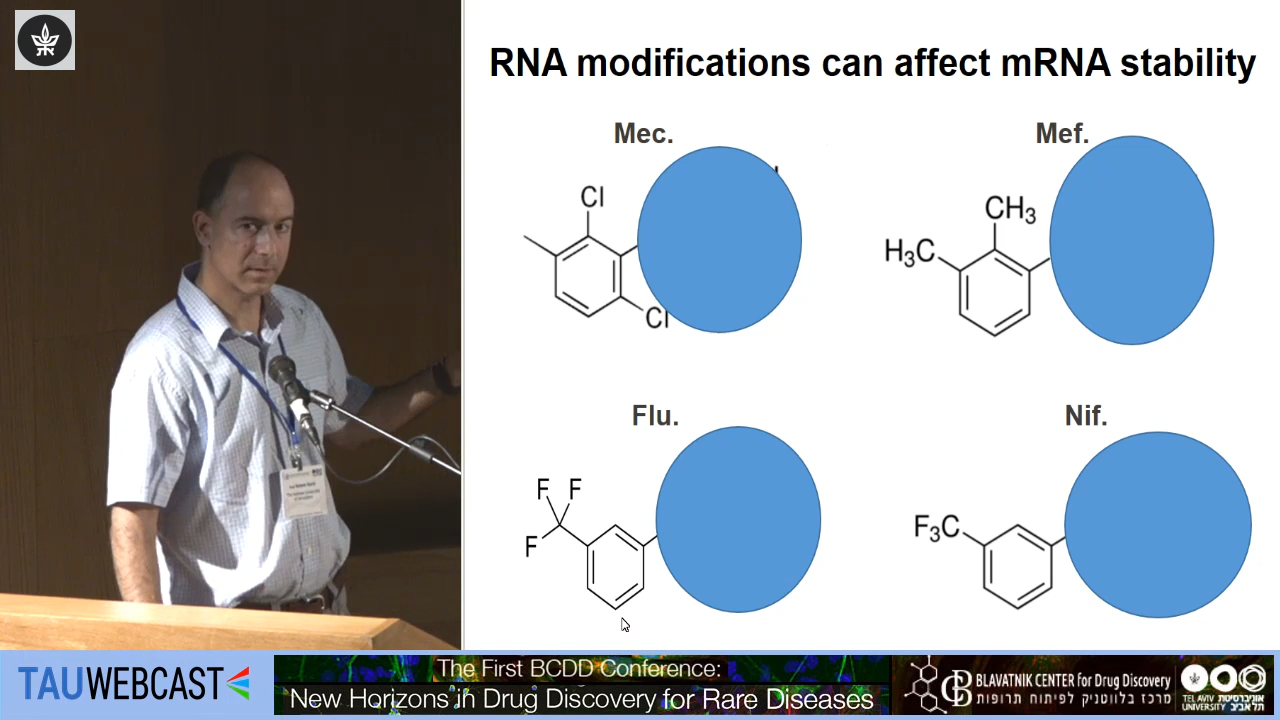 RNA modifications can affect mRNA stability
Mec.
Mef.
Cl
Cl
CH3
H3C
Flu.
Nif.
F F
F
F3C
TAUWEBCAST
The First BCDD Conference:
New Horizons in Drug Discovery for Rare Diseases
BLAVATNIK CENTER for Drug Discovery
מרכז בלווטניק לפיתוח תרופות
TEL AVIV אוניברסיטת
UNIVERSITY תל אביב